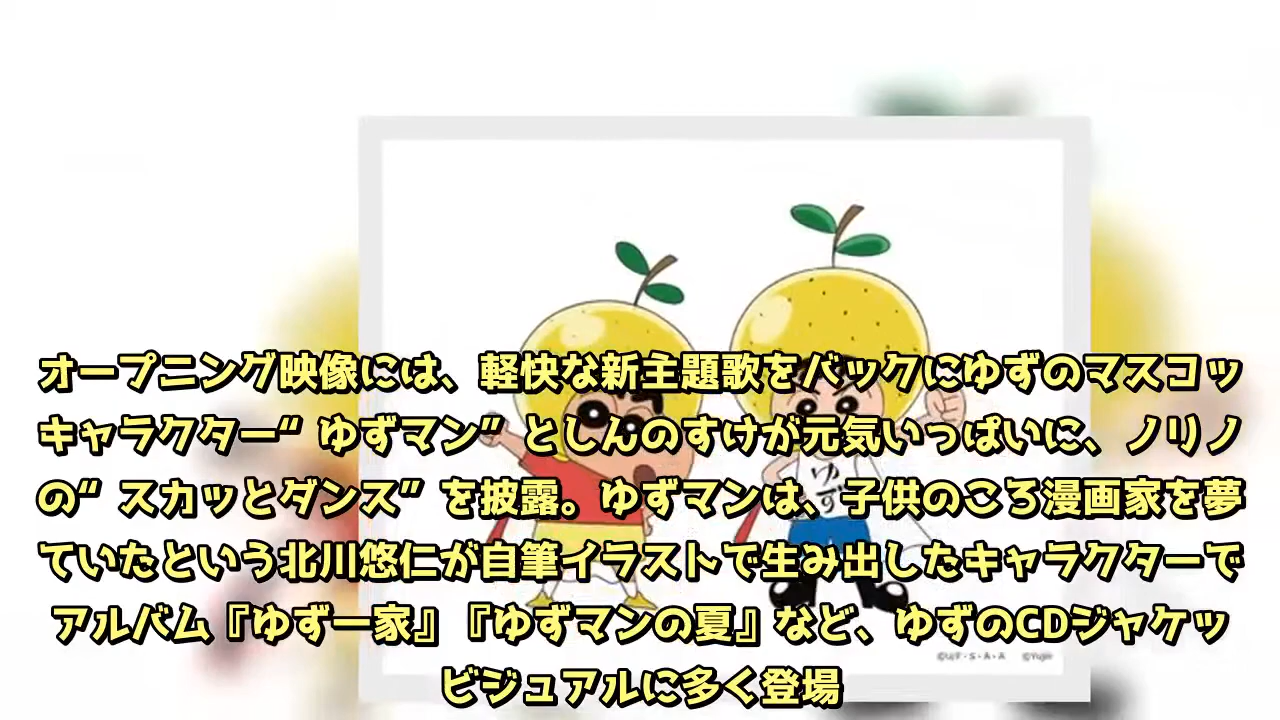 オープニング映像には、軽快な新主題歌をバックにゆずのマスコッ
キャラクター“ゆずマン”としんのすけが元気いっぱいに、ノリノ
の“スカッとダンス”を披露。ゆずマンは、子供のころ漫画家を夢
ていたという北川悠仁が自筆イラストで生み出したキャラクターで
アルバム『ゆず一家』『ゆずマンの夏』など、ゆずのCDジャケッ
ビジュアルに多く登場
ゆず